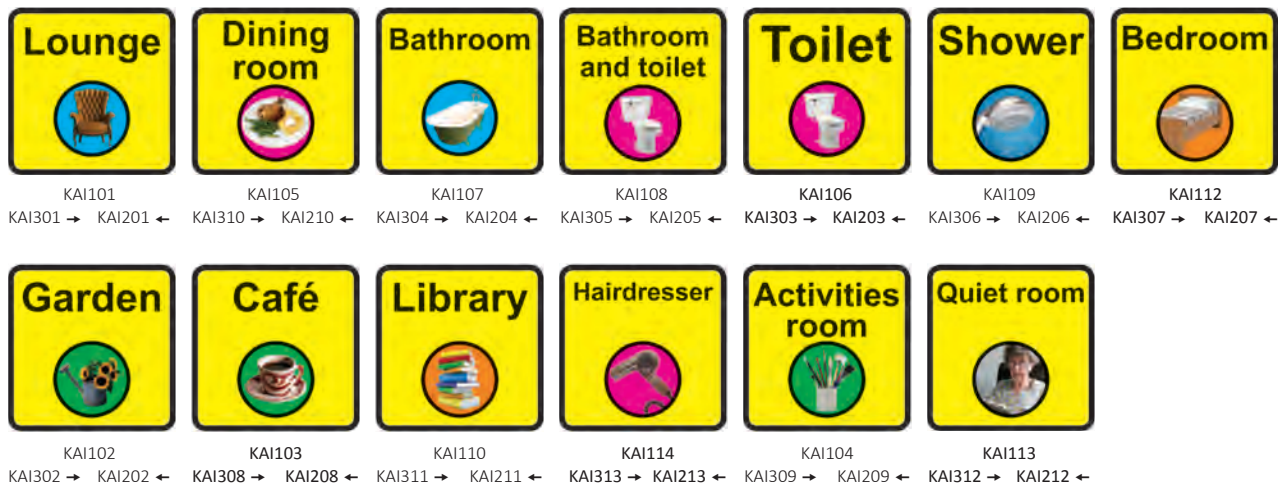 Lounge
Dining
room
Bathroom
Bathroom
and toilet
Toilet
Shower
Bedroom
KAI101
KAI105
KAI107
KAI108
KAI106
KAI109
KAI112
KAI301 → KAI201 ←
KAI310 → KAI210 ←
KAI304 → KAI204 ←
KAI305 → KAI205 ←
KAI303 → KAI203 ←
KAI306 → KAI206 ←
KAI307 → KAI207 ←
Garden
Café
Library
Hairdresser
Activities
room
Quiet room
KAI102
KAI103
KAI110
KAI114
KAI104
KAI113
KAI302 → KAI202 ←
KAI308 → KAI208 ←
KAI311 → KAI211 ←
KAI313 → KAI213 ←
KAI309 → KAI209 ←
KAI312 → KAI212 ←